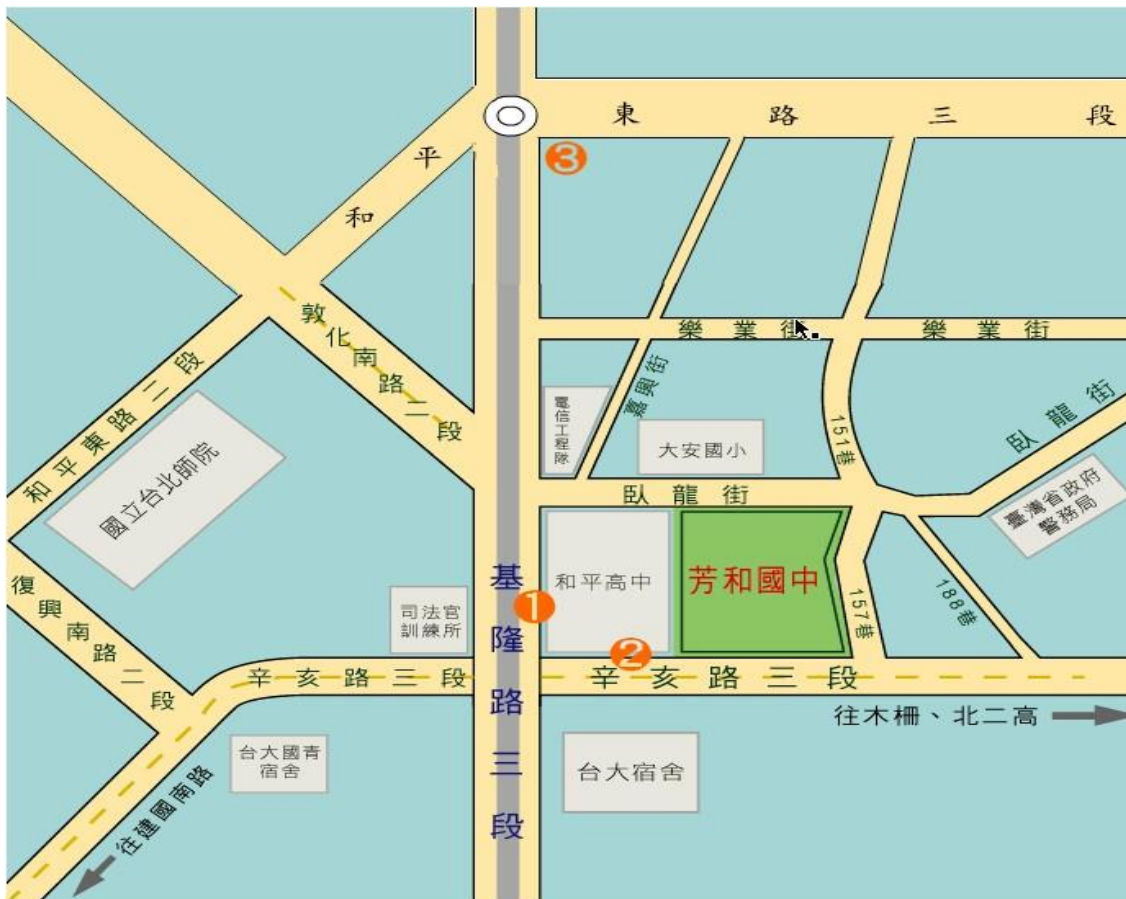 東路三段
③
平
和
樂業街
樂業街
敦化南路二段
嘉興街
電信工程隊
大安國小
151巷
臥龍街
和平東路二段
國立台北師院
臥龍街
臺灣省政府
警務局
基隆路三段
①
和平高中
芳和國中
復興南路二段
司法官
訓練所
157巷
188巷
②
辛亥路三段
辛亥路三段
往木柵、北二高
台大國青
宿舍
台大宿舍
往建國南路